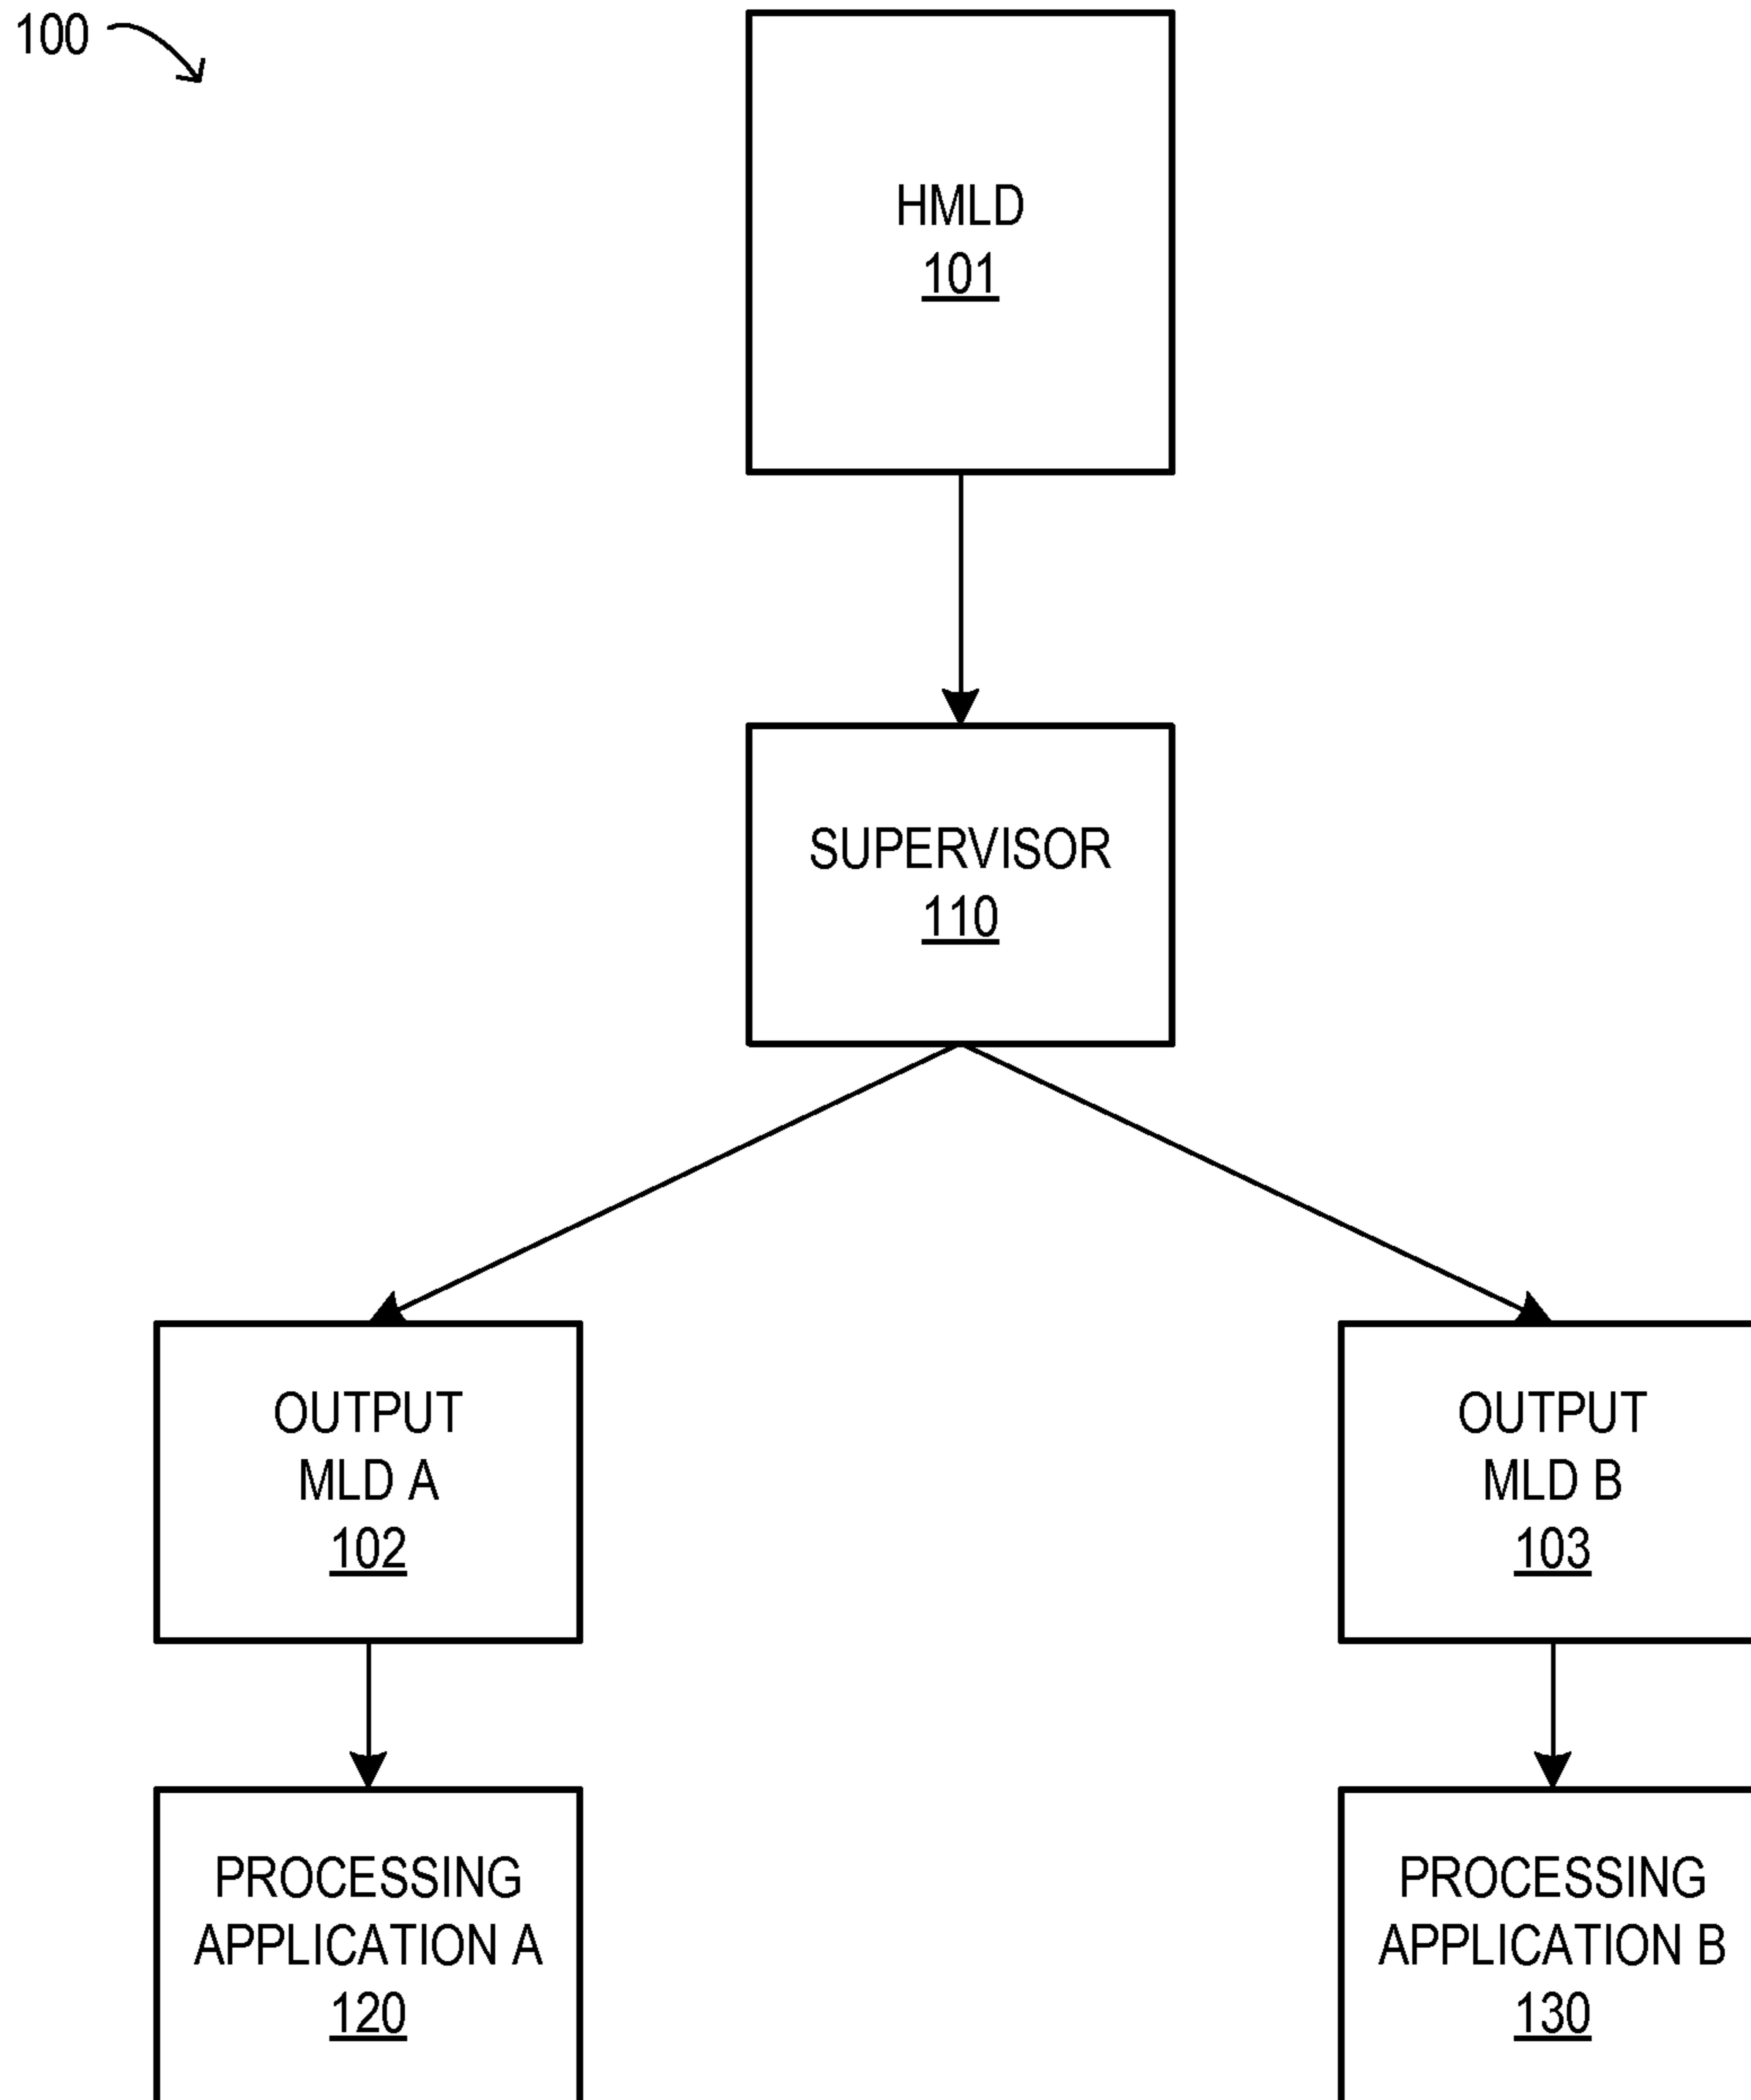 100
HMLD
101
SUPERVISOR
110
OUTPUT
MLD A
102
OUTPUT
MLD B
103
PROCESSING
APPLICATION A
120
PROCESSING
APPLICATION B
130